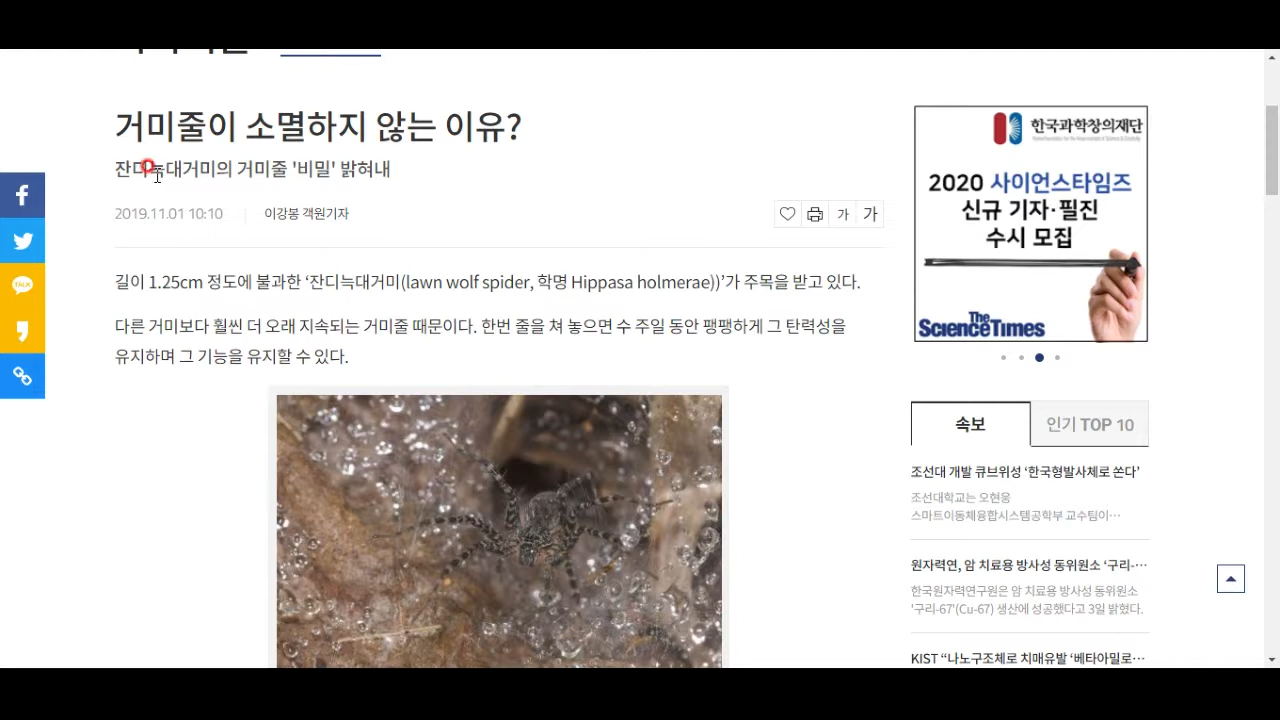 거미줄이 소멸하지 않는 이유?
잔디늑대거미의 거미줄 '비밀' 밝혀내
2019.11.01 10:10 이강봉 객원기자
가 가
길이 1.25cm 정도에 불과한 ‘잔디늑대거미(lawn wolf spider, 학명 Hippasa holmerae))’가 주목을 받고 있다.
다른 거미보다 훨씬 더 오래 지속되는 거미줄 때문이다. 한번 줄을 쳐 놓으면 수 주일 동안 팽팽하게 그 탄력성을
유지하며 그 기능을 유지할 수 있다.
TALK
한국과학창의재단
2020 사이언스타임즈
신규 기자·필진
수시 모집
The ScienceTimes
속보 인기 TOP 10
조선대 개발 큐브위성 ‘한국형발사체로 쏜다’
조선대학교는 오현웅
스마트이동체융합시스템공학부 교수팀이…
원자력연, 암 치료용 방사성 동위원소 ‘구리-…
한국원자력연구원은 암 치료용 방사성 동위원소
'구리-67'(Cu-67) 생산에 성공했다고 3일 밝혔다.
KIST “나노구조체로 치매유발 ‘베타아밀로…